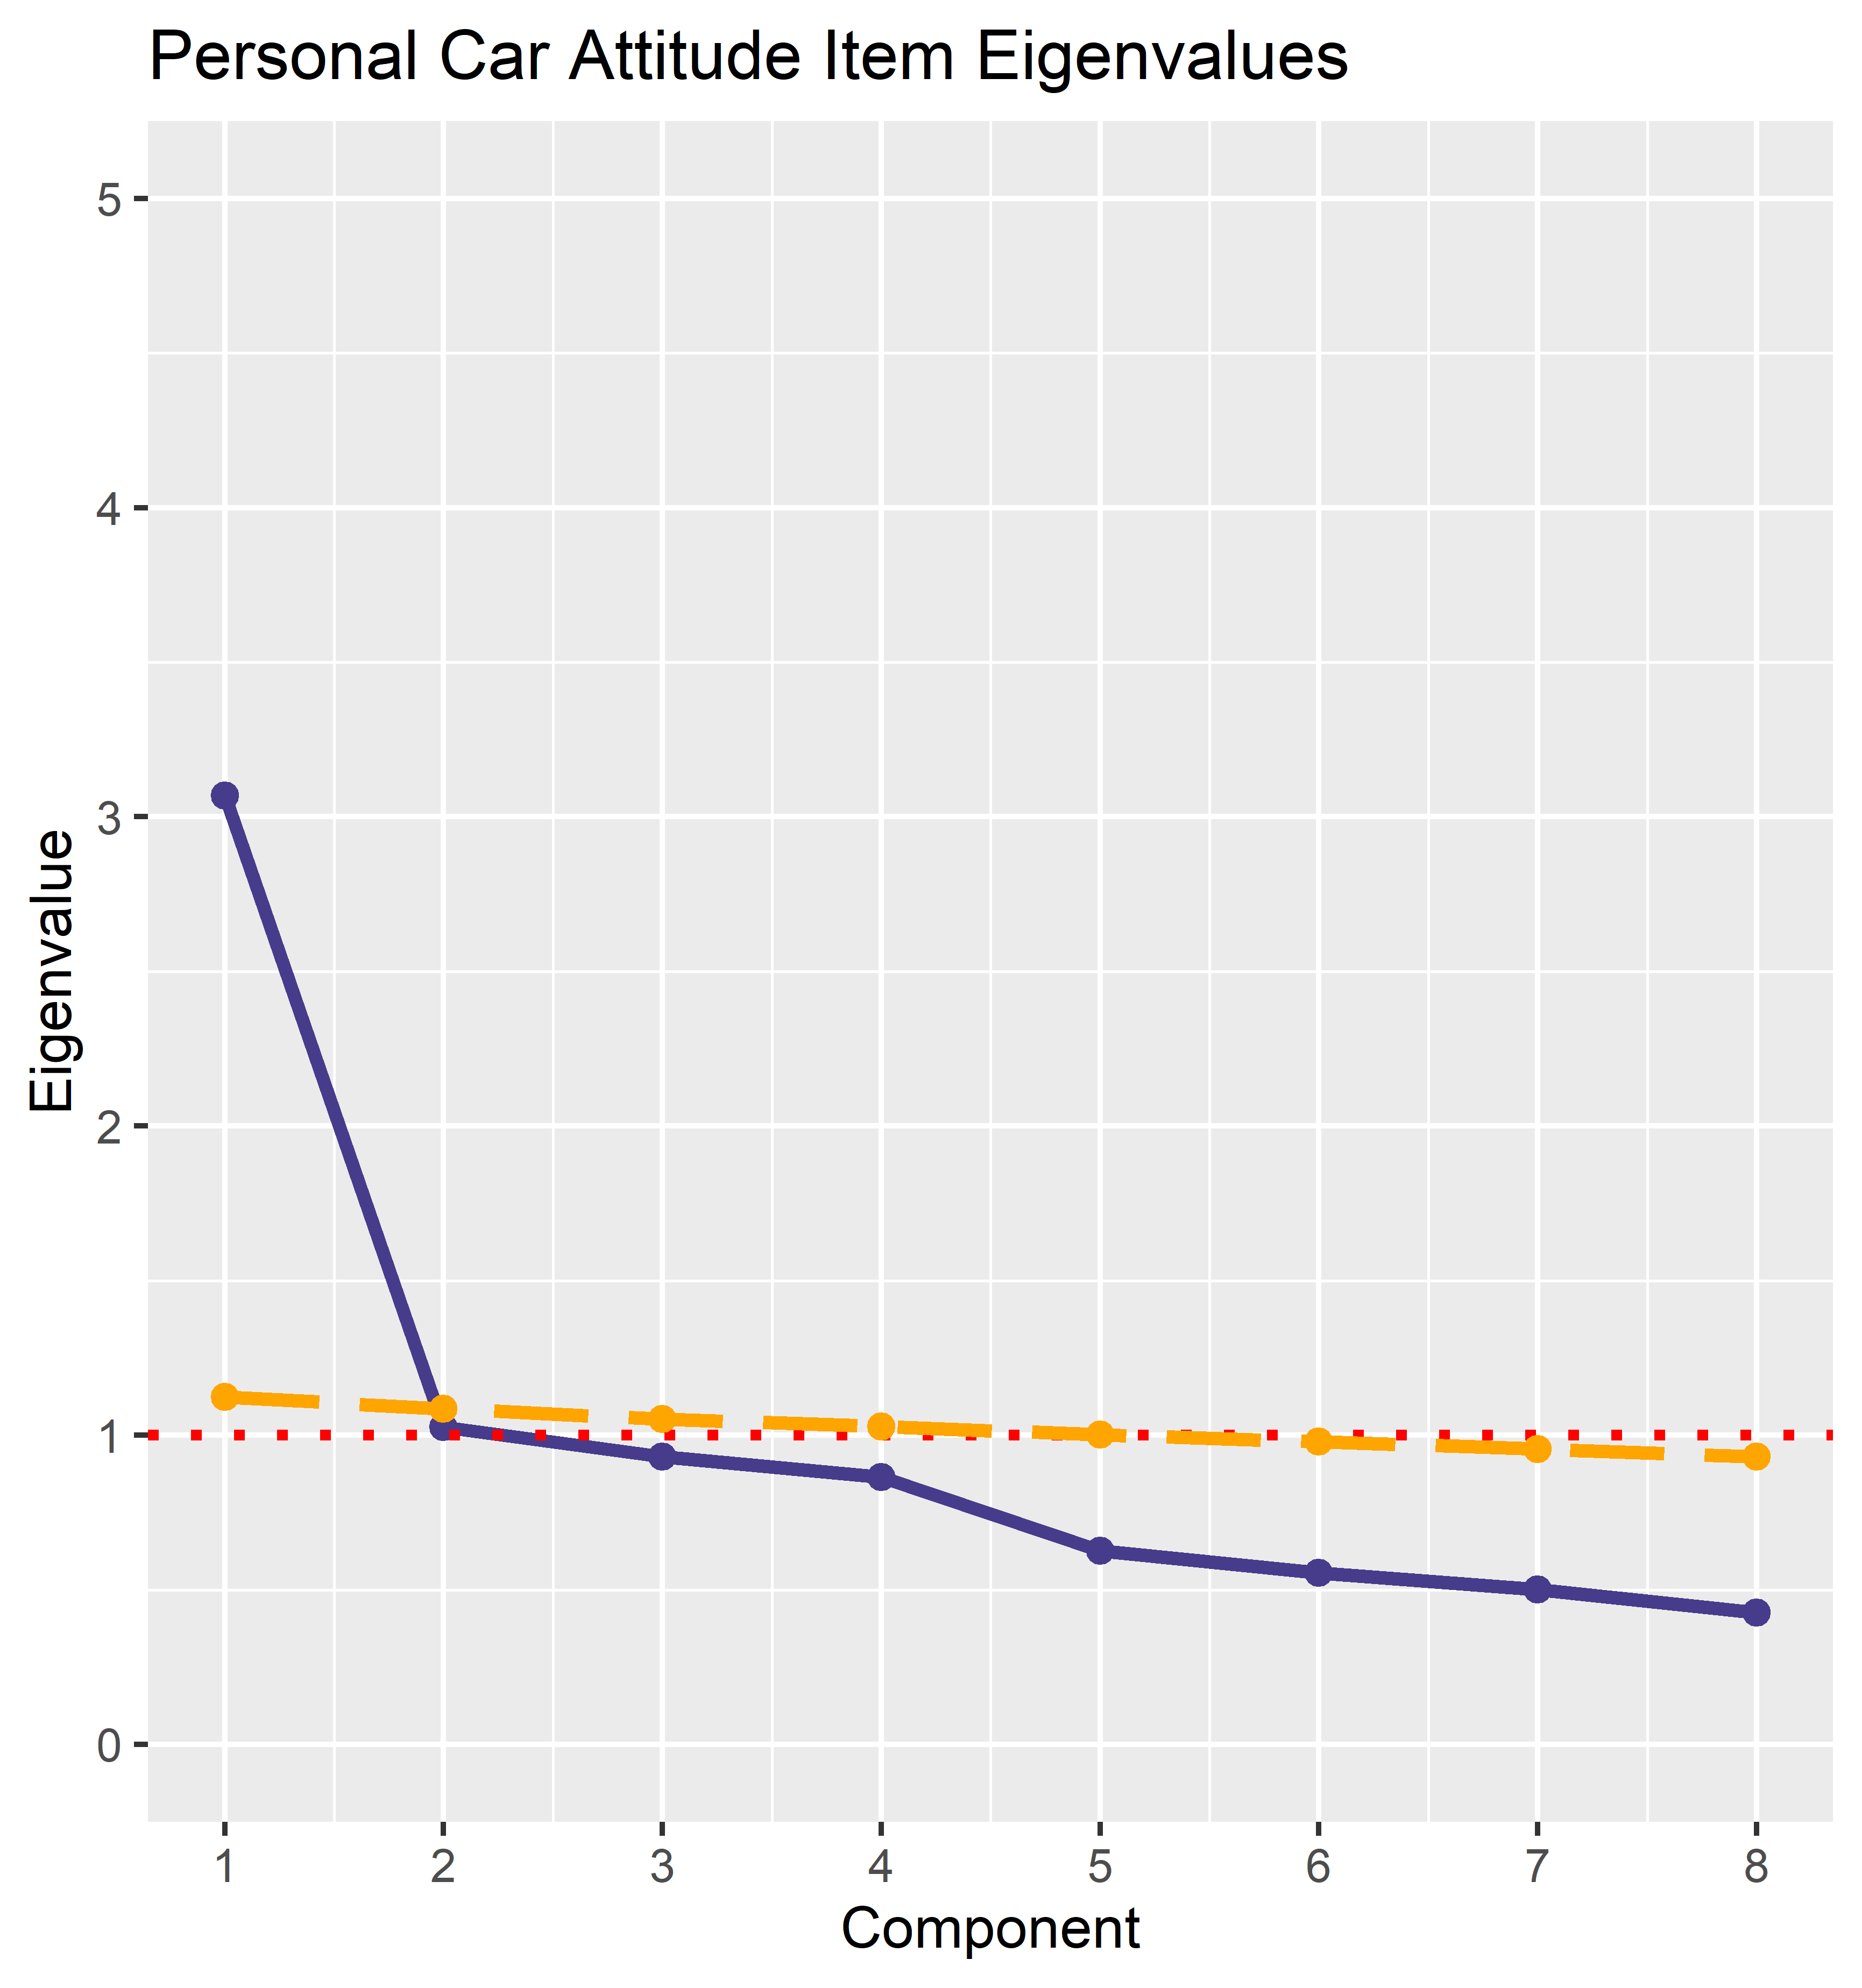 Personal Car Attitude Item Eigenvalues
Eigenvalue
5
4
3
2
1
0
1 2 3 4 5 6 7 8
Component